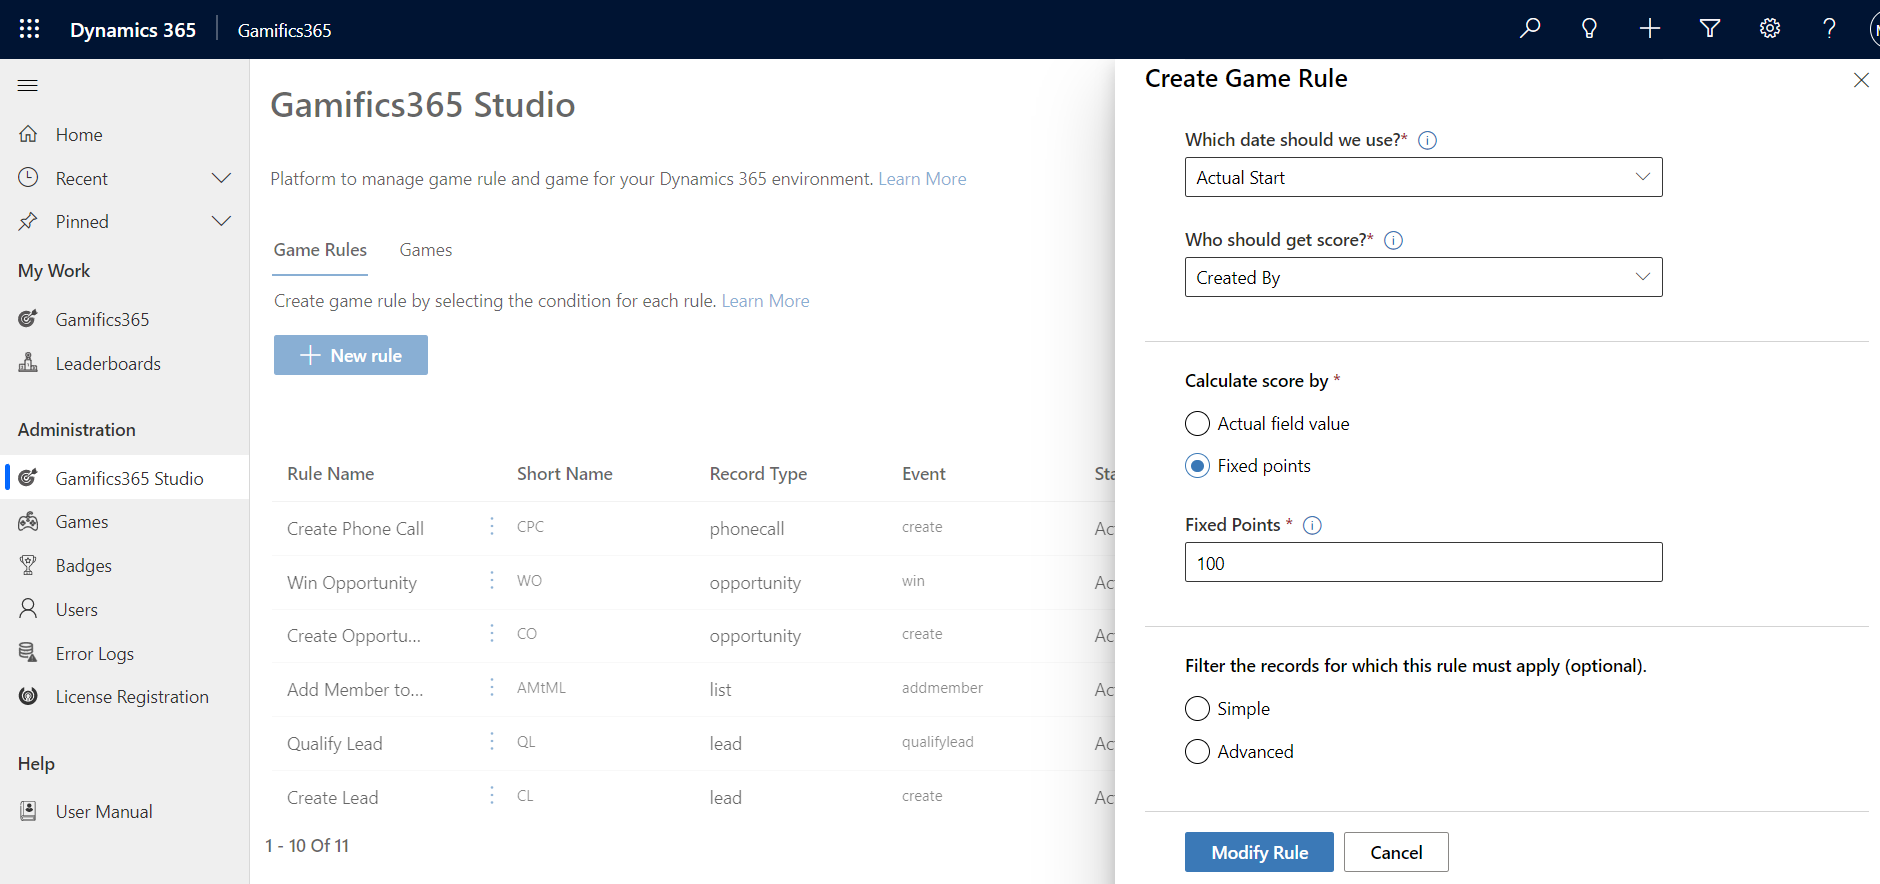 Dynamics 365
Gamifics365
Home
Recent
Pinned
My Work
Gamifics365
Leaderboards
Administration
Gamifics365 Studio
Games
Badges
Users
Error Logs
License Registration
Help
User Manual
Gamifics365 Studio
Platform to manage game rule and game for your Dynamics 365 environment. Learn More
Game Rules Games
Create game rule by selecting the condition for each rule. Learn More
New rule
Rule Name Short Name Record Type Event Sta
Create Phone Call CPC phonecall create Ac
Win Opportunity WO opportunity win Ac
Create Opportu... CO opportunity create Ac
Add Member to... AMtML list addmember Ac
Qualify Lead QL lead qualifylead Ac
Create Lead CL lead create Ac
1 - 10 Of 11
Create Game Rule
Which date should we use?*
Actual Start
Who should get score?*
Created By
Calculate score by *
Actual field value
Fixed points
Fixed Points *
100
Filter the records for which this rule must apply (optional).
Simple
Advanced
Modify Rule Cancel